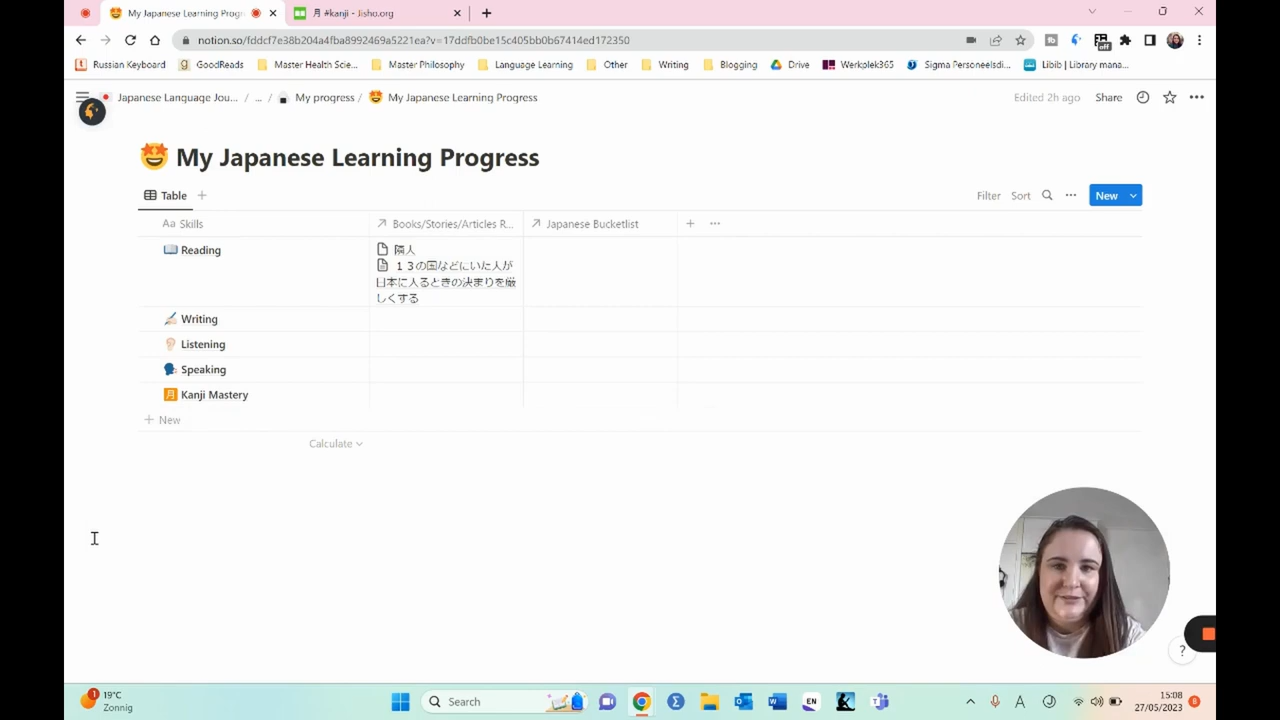 My Japanese Learning Progr
月 #kanji - Jisho.org
notion.so/fddcf7e38b204a4fba8992469a5221ea?v=17ddfb0be15c405bb0b67414ed172350
Russian Keyboard GoodReads Master Health Scie... Master Philosophy Language Learning Other Writing Blogging Drive Werkplek365 Sigma Personeelsdi... Libib | Library mana...
off
Japanese Language Jou... / ... / My progress / My Japanese Learning Progress Edited 2h ago Share
My Japanese Learning Progress
Table Filter Sort New
Aa Skills Books/Stories/Articles R... Japanese Bucketlist
Reading 隣人
１３の国などにいた人が
日本に入るときの決まりを厳
しくする
Writing
Listening
Speaking
月 Kanji Mastery
New
Calculate
?
1 19°C
Zonnig
Search
EN
A
15:08
27/05/2023
8